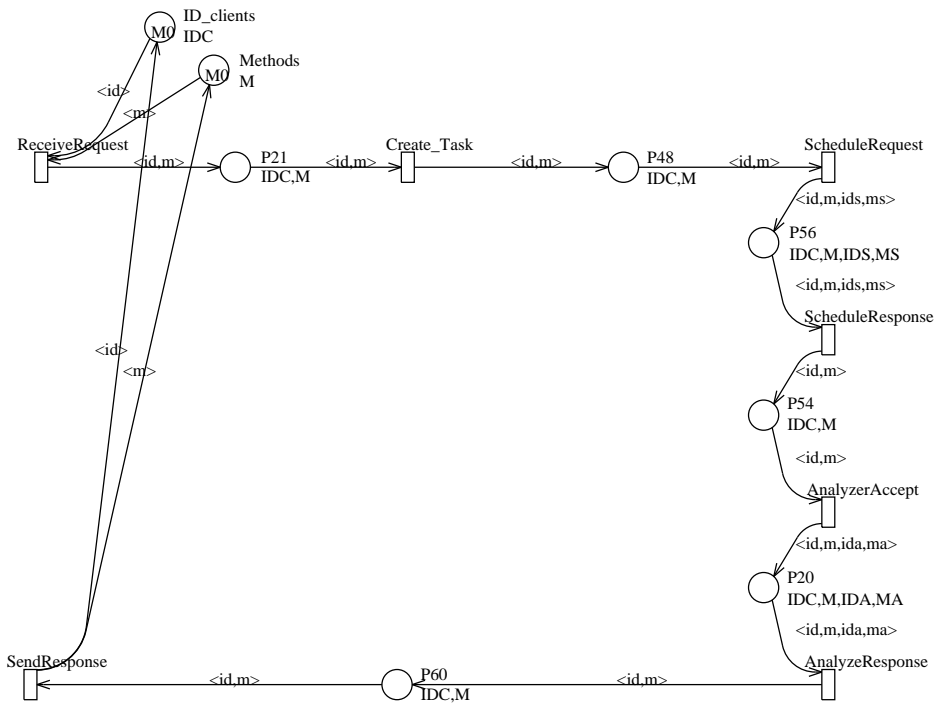 ID_clients
M0
IDC
Methods
M0
M
<id>
<m>
ReceiveRequest
Create_Task
ScheduleRequest
<id,m>
P21
IDC,M
<id,m>
<id,m>
P48
IDC,M
<id,m>
<id,m,ids,ms>
P56
IDC,M,IDS,MS
<id,m,ids,ms>
ScheduleResponse
<id>
<m>
<id,m>
P54
IDC,M
<id,m>
AnalyzerAccept
<id,m,ida,ma>
P20
IDC,M,IDA,MA
<id,m,ida,ma>
SendResponse
AnalyzeResponse
<id,m>
P60
IDC,M
<id,m>